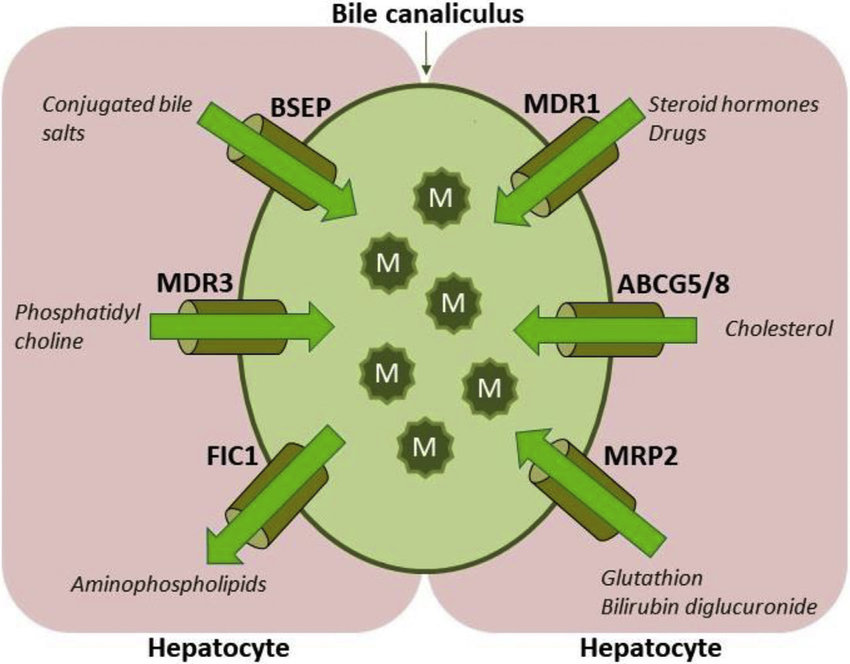 Bile canaliculus
Conjugated bile
salts
BSEP
MDR1
Steroid hormones
Drugs
M
M
M
M
M
M
MDR3
Phosphatidyl
choline
ABCG5/8
Cholesterol
FIC1
Aminophospholipids
MRP2
Glutathion
Bilirubin diglucuronide
Hepatocyte
Hepatocyte